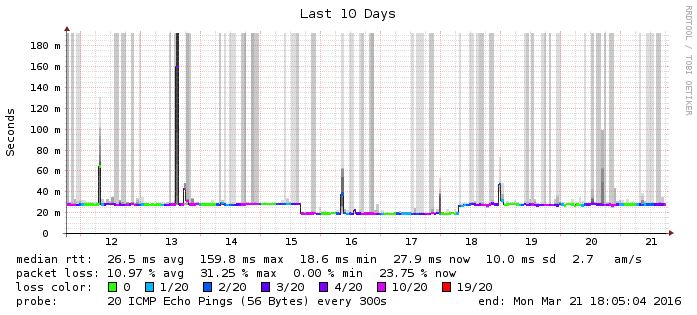 Last 10 Days
RRDTOOL / TOBI OETIKER
Seconds
180 m
160 m
140 m
120 m
100 m
80 m
60 m
40 m
20 m
0
12 13 14 15 16 17 18 19 20 21
median rtt: 26.5 ms avg 159.8 ms max 18.6 ms min 27.9 ms now 10.0 ms sd 2.7 am/s
packet loss: 10.97 % avg 31.25 % max 0.00 % min 23.75 % now
loss color: 0 1/20 2/20 3/20 4/20 10/20 19/20
probe: 20 ICMP Echo Pings (56 Bytes) every 300s end: Mon Mar 21 18:05:04 2016